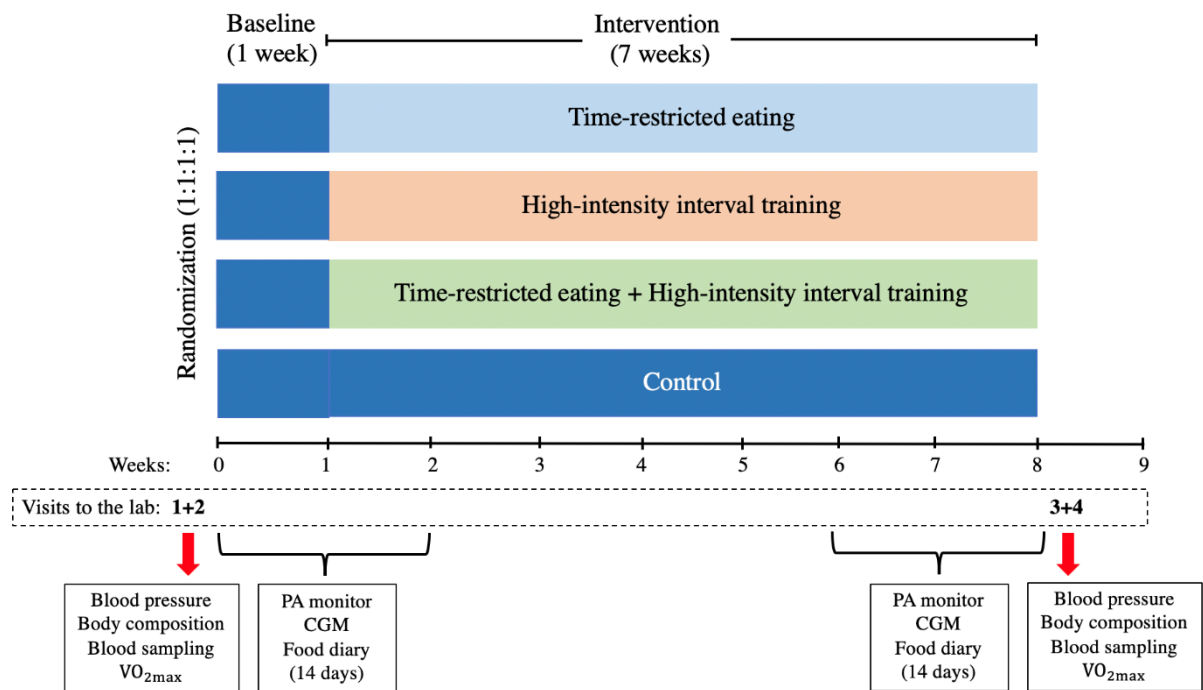 Baseline
(1 week)
Intervention
(7 weeks)
Randomization (1:1:1:1:1)
Time-restricted eating
High-intensity interval training
Time-restricted eating + High-intensity interval training
Control
Weeks: 0 1 2 3 4 5 6 7 8 9
Visits to the lab: 1+2 3+4
Blood pressure
Body composition
Blood sampling
VO₂max
PA monitor
CGM
Food diary
(14 days)
PA monitor
CGM
Food diary
(14 days)
Blood pressure
Body composition
Blood sampling
VO₂max